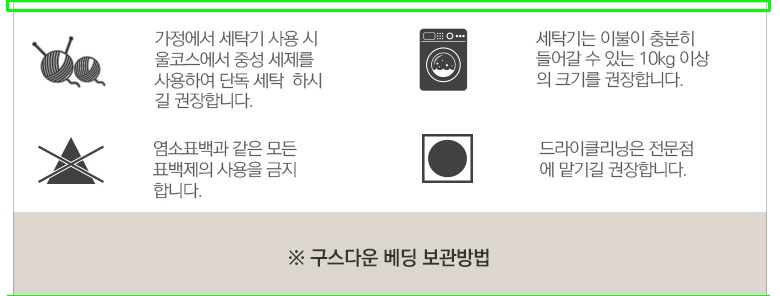 가정에서 세탁기 사용 시
울코스에서 중성 세제를
사용하여 단독 세탁 하시
길 권장합니다.
세탁기는 이불이 충분히
들어갈 수 있는 10kg 이상
의 크기를 권장합니다.
염소표백과 같은 모든
표백제의 사용을 금지
합니다.
드라이클리닝은 전문점
에 맡기길 권장합니다.
※ 구스다운 베딩 보관방법